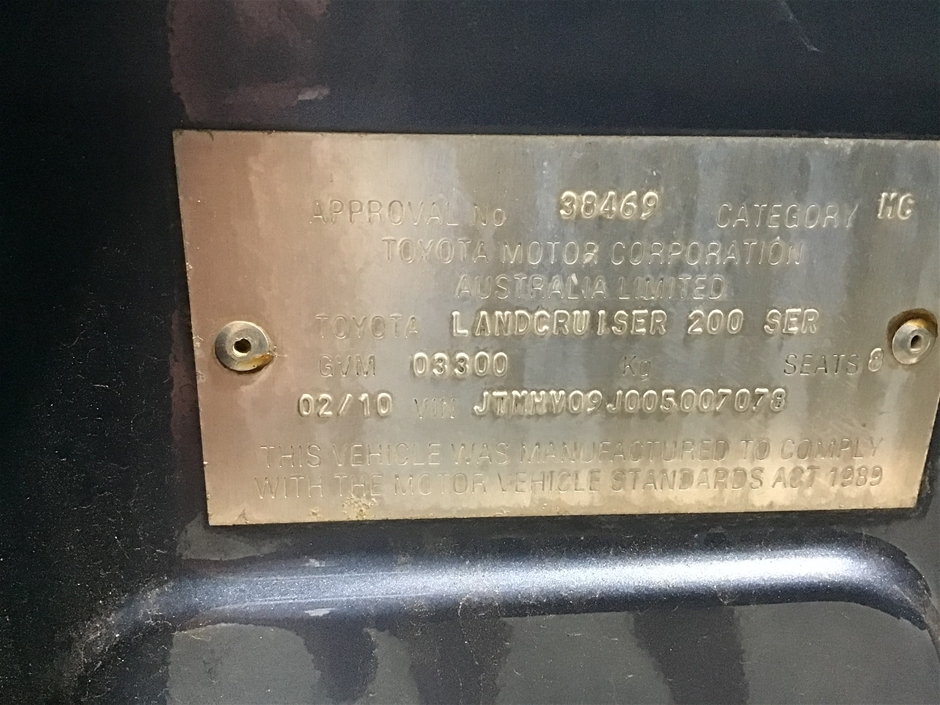 APPROVAL No 38469 CATEGORY MC
TOYOTA MOTOR CORPORATION
AUSTRALIA LIMITED
TOYOTA LANDCRUISER 200 SER
GVM 03300 Kg SEATS 8
02/10 VIN JTMHV09J005007078
THIS VEHICLE WAS MANUFACTURED TO COMPLY
WITH THE MOTOR VEHICLE STANDARDS ACT 1989